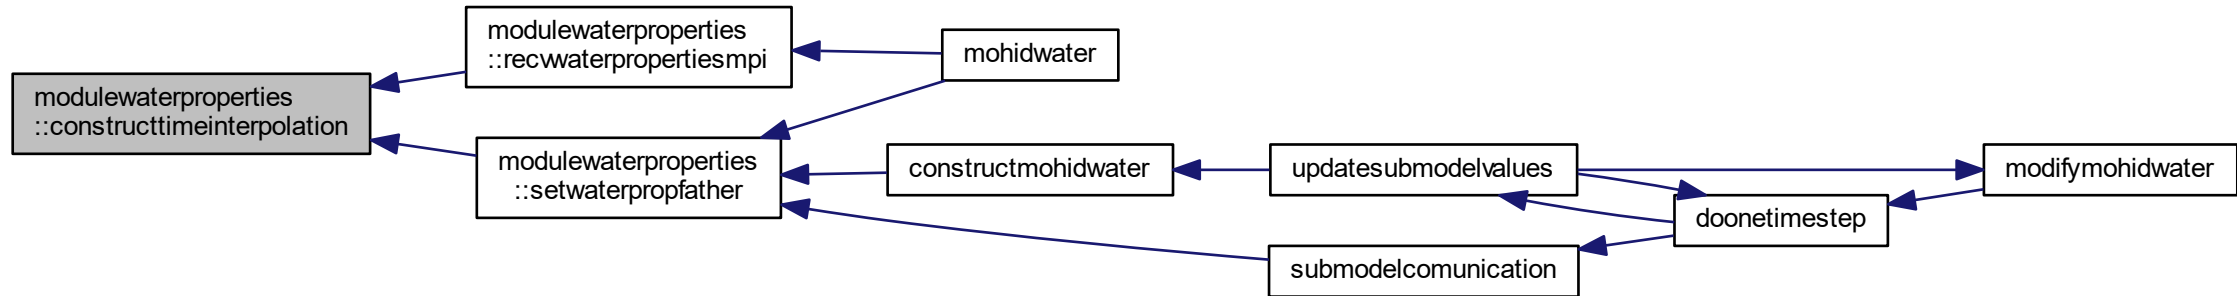 modulewaterproperties
::constructtimeinterpolation
modulewaterproperties
::recvwaterpropertiesmpi
mohidwater
modulewaterproperties
::setwaterpropfather
constructmohidwater
updatesubmodelvalues
modifymohidwater
doonetimestep
submodelcomunication